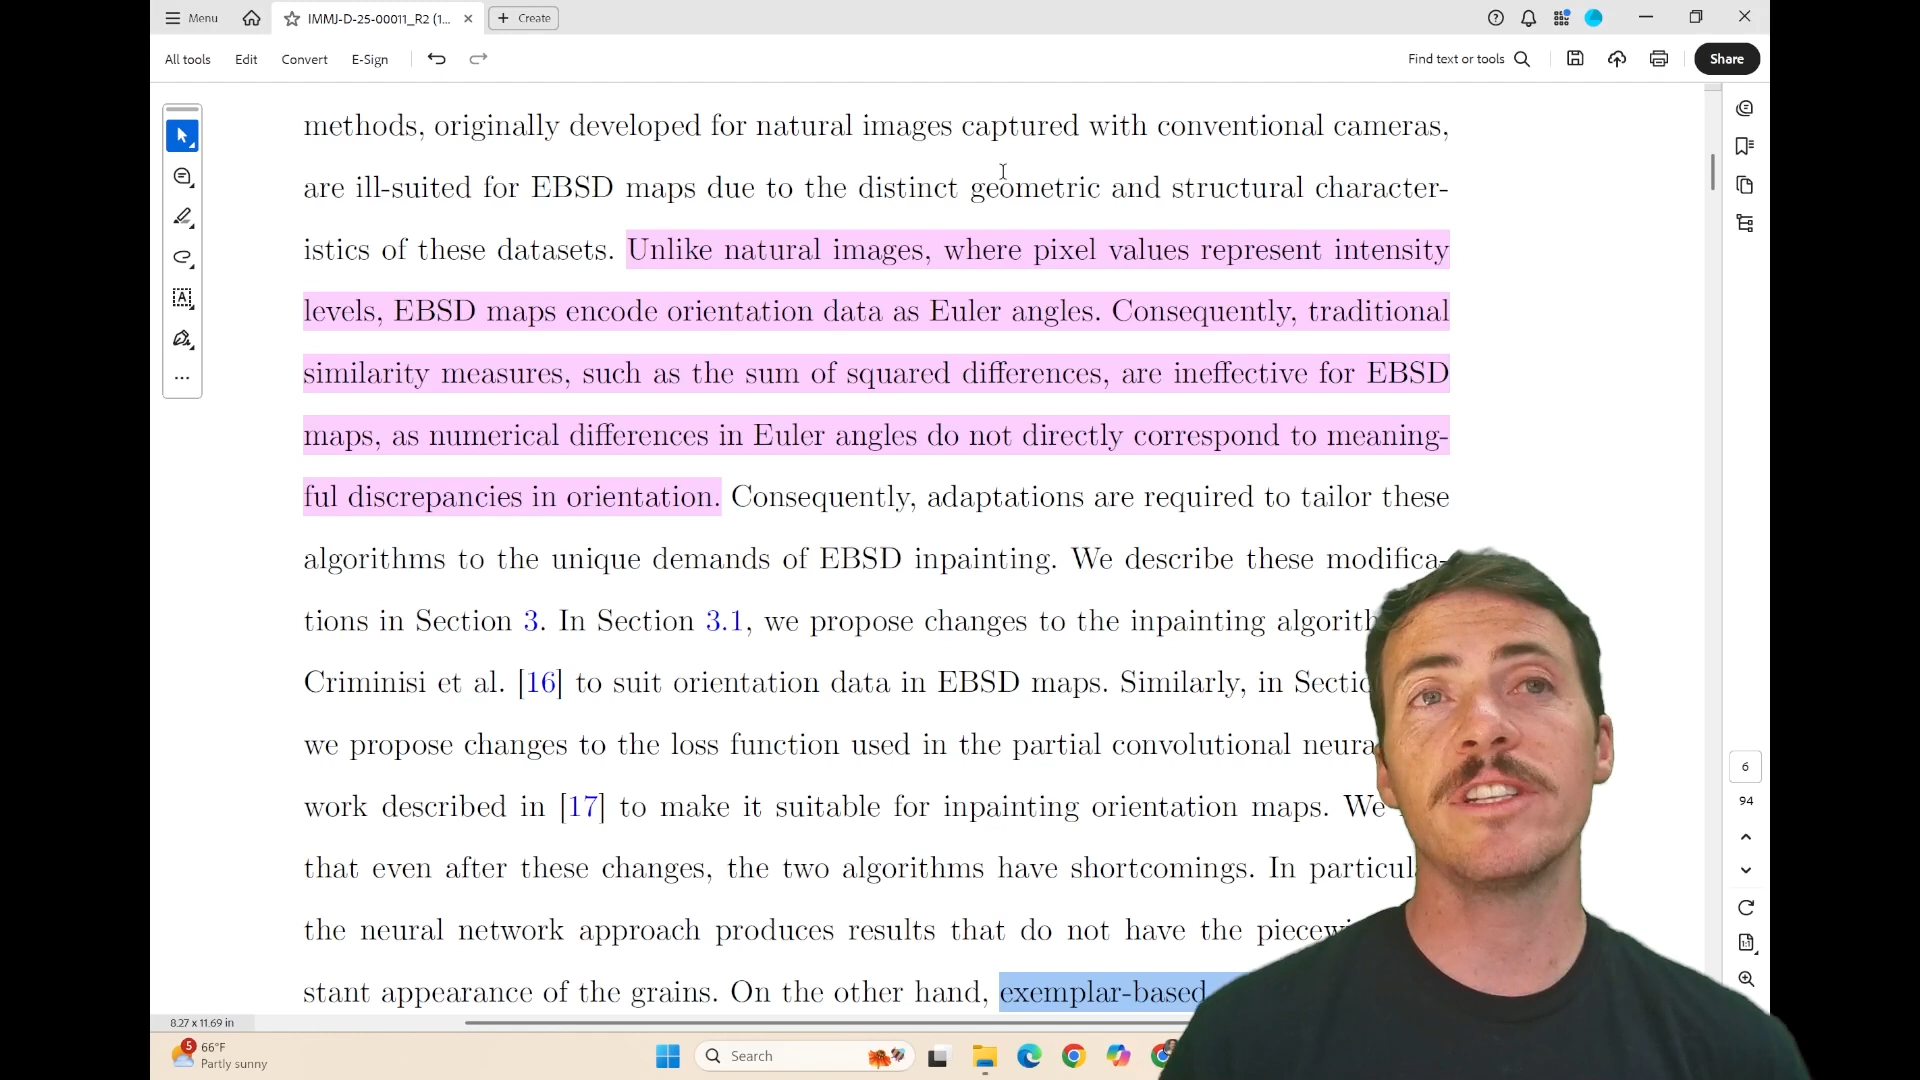 Menu
IMMJ-D-25-00011_R2 (1...
Create
All tools
Edit
Convert
E-Sign
Find text or tools
Share
methods, originally developed for natural images captured with conventional cameras,
are ill-suited for EBSD maps due to the distinct geometric and structural character-
istics of these datasets. Unlike natural images, where pixel values represent intensity
levels, EBSD maps encode orientation data as Euler angles. Consequently, traditional
similarity measures, such as the sum of squared differences, are ineffective for EBSD
maps, as numerical differences in Euler angles do not directly correspond to meaning-
ful discrepancies in orientation. Consequently, adaptations are required to tailor these
algorithms to the unique demands of EBSD inpainting. We describe these modifica-
tions in Section 3. In Section 3.1, we propose changes to the inpainting
Criminisi et al. [16] to suit orientation data in EBSD maps. Similarly, in
we propose changes to the loss function used in the partial convolutional
work described in [17] to make it suitable for inpainting orientation maps. We
that even after these changes, the two algorithms have shortcomings. In
the neural network approach produces results that do not have the
stant appearance of the grains. On the other hand, exemplar-based
6
94
8.27 x 11.69 in
5
66°F
Partly sunny
Search